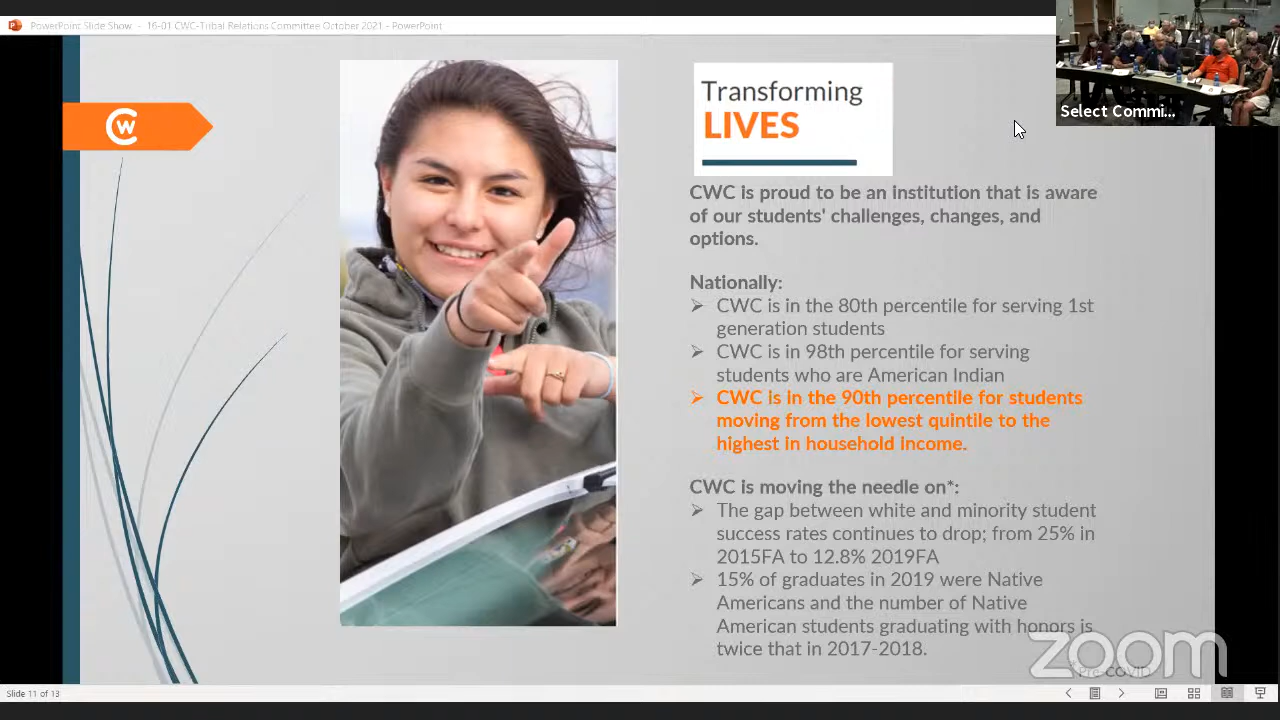 PowerPoint Slide Show - 16-01 CWC-Tirbal Relations Committee October 2021 - PowerPoint
Select Commi...
CW
Transforming
LIVES
CWC is proud to be an institution that is aware
of our students' challenges, changes, and
options.
Nationally:
CWC is in the 80th percentile for serving 1st
generation students
CWC is in 98th percentile for serving
students who are American Indian
CWC is in the 90th percentile for students
moving from the lowest quintile to the
highest in household income.
CWC is moving the needle on*:
The gap between white and minority student
success rates continues to drop; from 25% in
2015FA to 12.8% 2019FA
15% of graduates in 2019 were Native
Americans and the number of Native
American students graduating with honors is
twice that in 2017-2018.
*Pre COVID
zoom
Slide 11 of 13